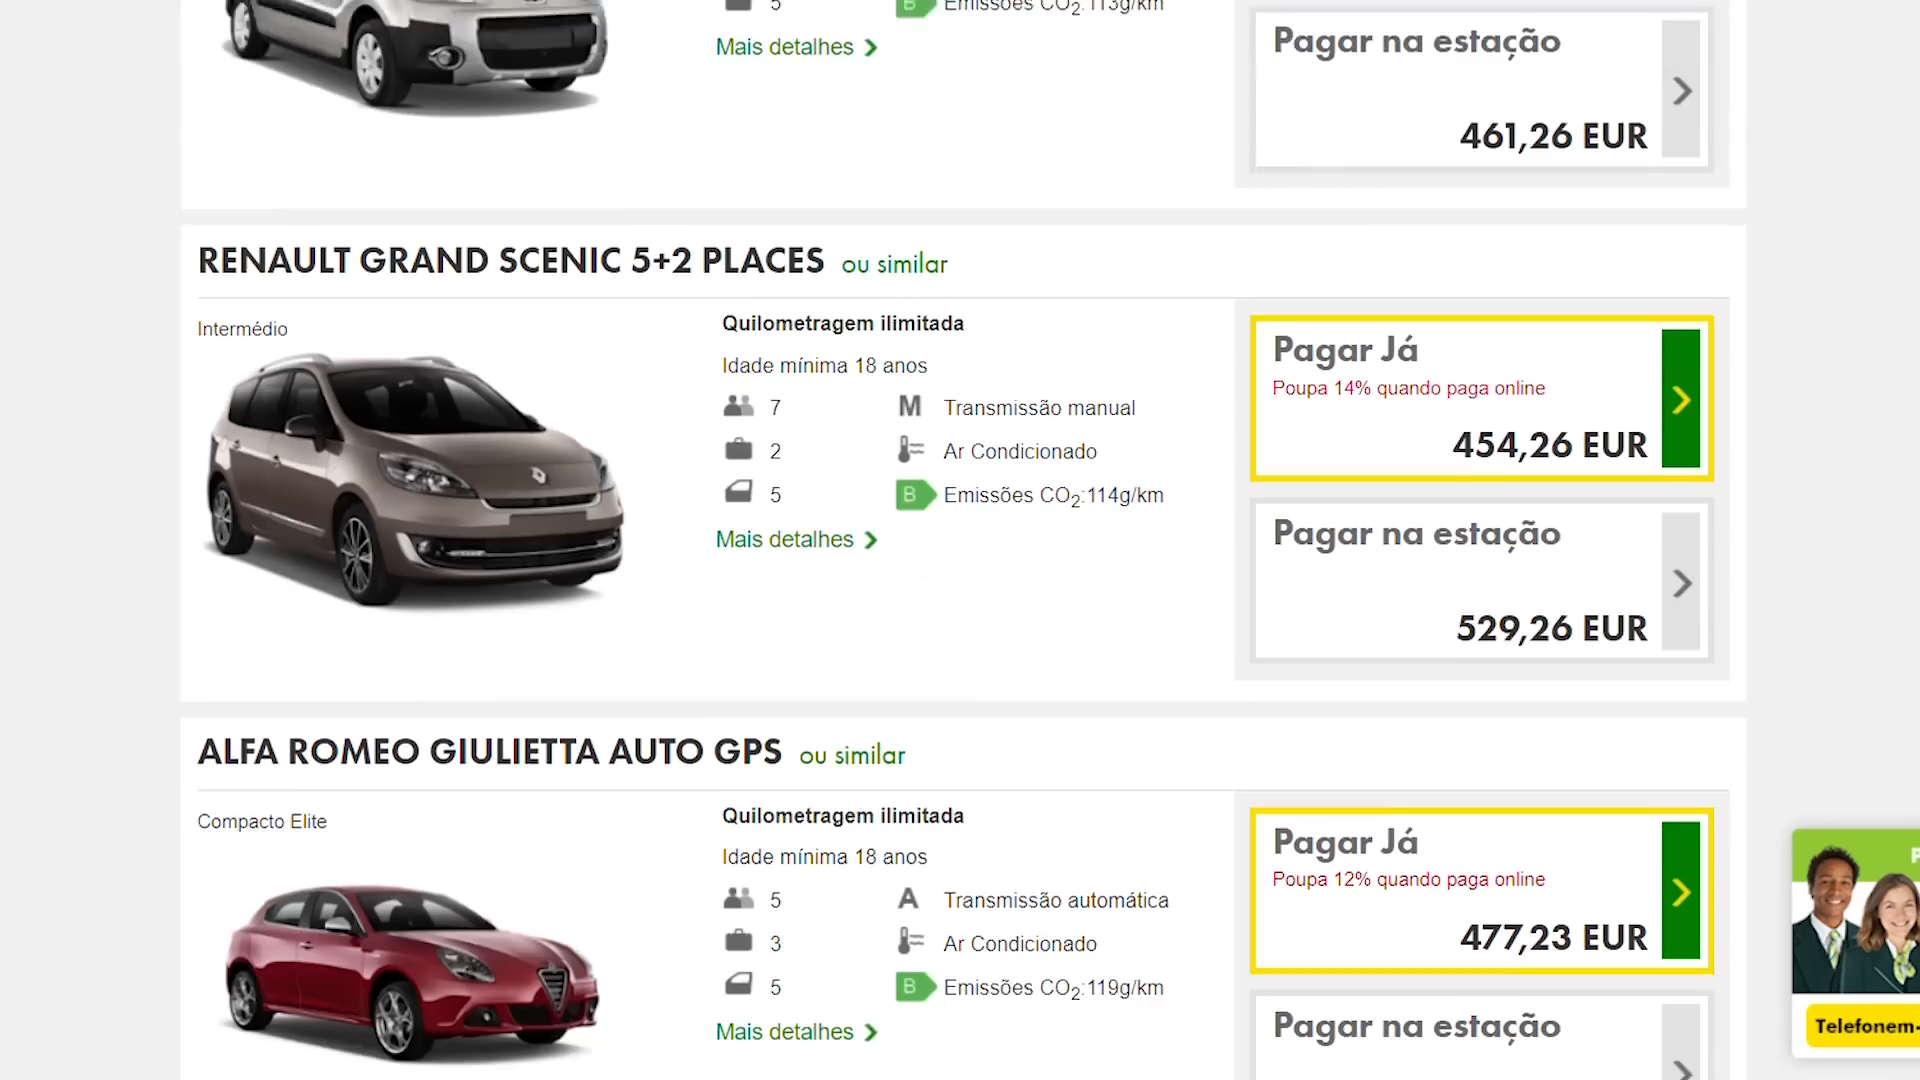 5
B Emissões CO2:113g/km
Mais detalhes
Pagar na estação
461,26 EUR
RENAULT GRAND SCENIC 5+2 PLACES ou similar
Intermédio
Quilometragem ilimitada
Idade mínima 18 anos
7
M Transmissão manual
2
Ar Condicionado
5
B Emissões CO2:114g/km
Mais detalhes
Pagar Já
Poupa 14% quando paga online
454,26 EUR
Pagar na estação
529,26 EUR
ALFA ROMEO GIULIETTA AUTO GPS ou similar
Compacto Elite
Quilometragem ilimitada
Idade mínima 18 anos
5
A Transmissão automática
3
Ar Condicionado
5
B Emissões CO2:119g/km
Mais detalhes
Pagar Já
Poupa 12% quando paga online
477,23 EUR
Pagar na estação
Telefonem-